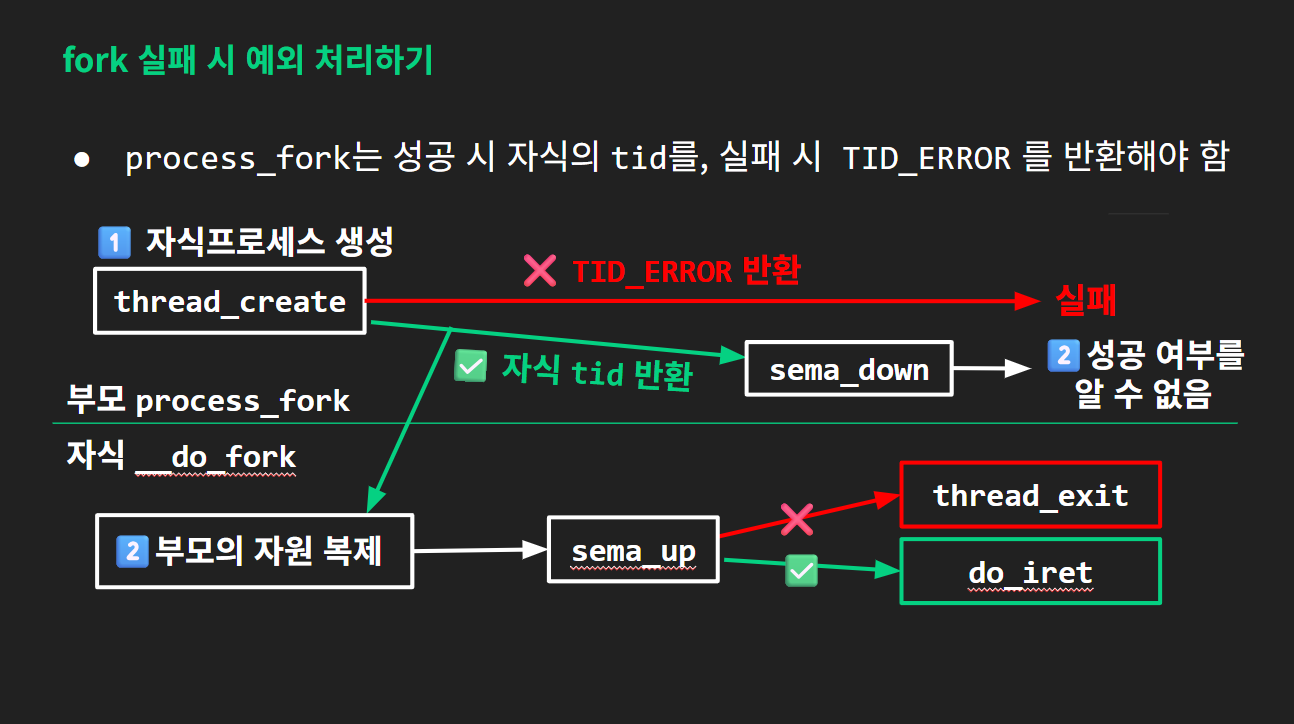 fork 실패 시 예외 처리하기
● process_fork는 성공 시 자식의 tid를, 실패 시 TID_ERROR 를 반환해야 함
1 자식프로세스 생성
thread_create
❌ TID_ERROR 반환
실패
✅ 자식 tid 반환
sema_down
2 성공 여부를
알 수 없음
부모 process_fork
자식 __do_fork
2 부모의 자원 복제
sema_up
❌
thread_exit
✅
do_iret